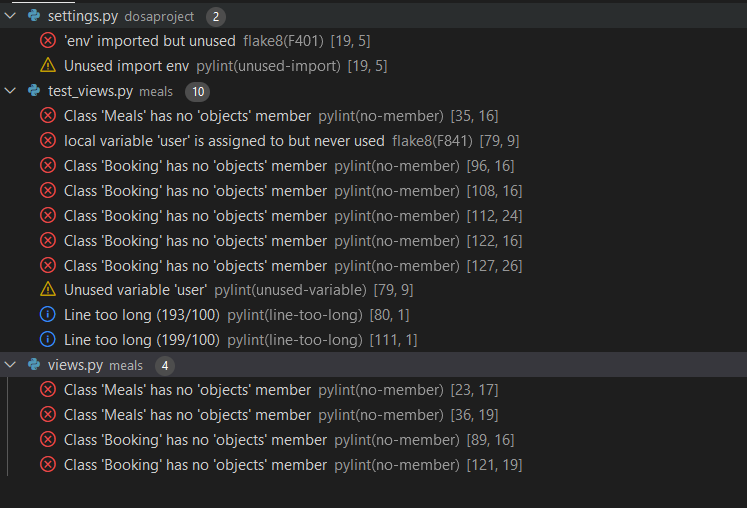 settings.py dosaproject 2
'env' imported but unused flake8(F401) [19, 5]
Unused import env pylint(unused-import) [19, 5]
test_views.py meals 10
Class 'Meals' has no 'objects' member pylint(no-member) [35, 16]
local variable 'user' is assigned to but never used flake8(F841) [79, 9]
Class 'Booking' has no 'objects' member pylint(no-member) [96, 16]
Class 'Booking' has no 'objects' member pylint(no-member) [108, 16]
Class 'Booking' has no 'objects' member pylint(no-member) [112, 24]
Class 'Booking' has no 'objects' member pylint(no-member) [122, 16]
Class 'Booking' has no 'objects' member pylint(no-member) [127, 26]
Unused variable 'user' pylint(unused-variable) [79, 9]
Line too long (193/100) pylint(line-too-long) [80, 1]
Line too long (199/100) pylint(line-too-long) [111, 1]
views.py meals 4
Class 'Meals' has no 'objects' member pylint(no-member) [23, 17]
Class 'Meals' has no 'objects' member pylint(no-member) [36, 19]
Class 'Booking' has no 'objects' member pylint(no-member) [89, 16]
Class 'Booking' has no 'objects' member pylint(no-member) [121, 19]